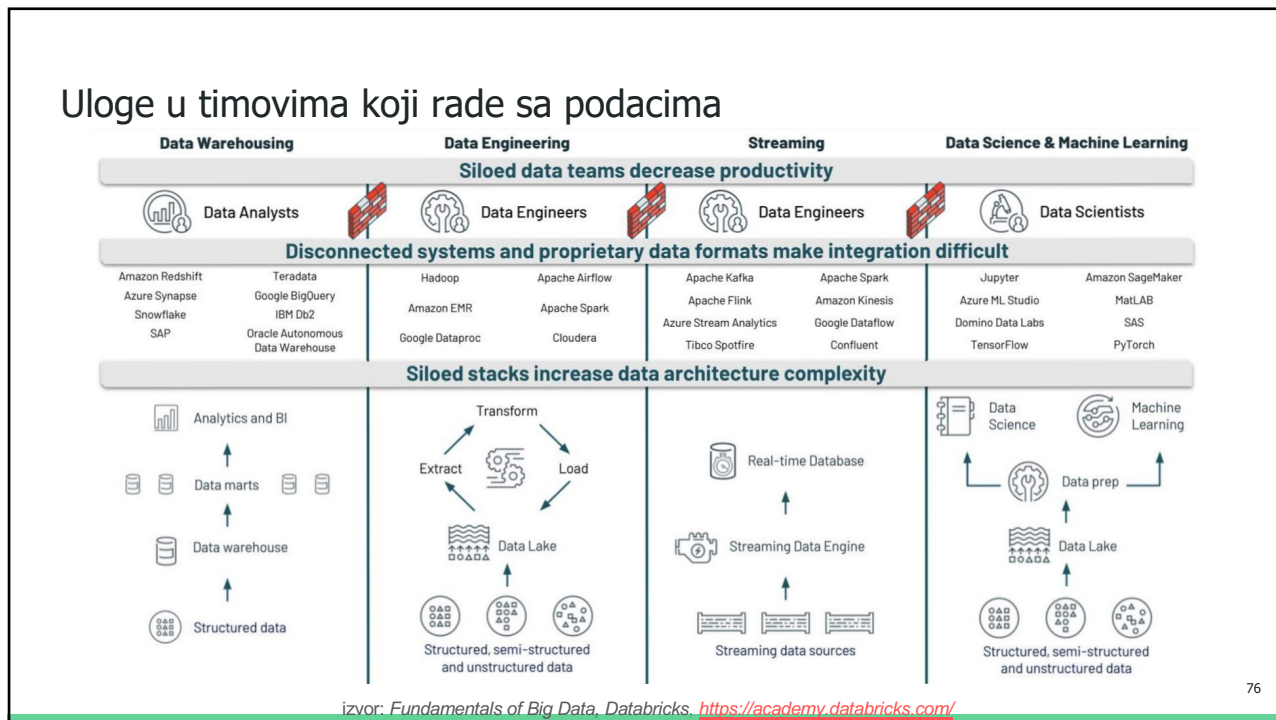 Uloge u timovima koji rade sa podacima
Data Warehousing
Data Engineering
Streaming
Data Science & Machine Learning
Siloed data teams decrease productivity
Data Analysts
Data Engineers
Data Engineers
Data Scientists
Disconnected systems and proprietary data formats make integration difficult
Amazon Redshift
Teradata
Azure Synapse
Google BigQuery
Snowflake
IBM Db2
SAP
Oracle Autonomous
Data Warehouse
Hadoop
Apache Airflow
Amazon EMR
Apache Spark
Google Dataproc
Cloudera
Apache Kafka
Apache Spark
Apache Flink
Amazon Kinesis
Azure Stream Analytics
Google Dataflow
Tibco Spotfire
Confluent
Jupyter
Amazon SageMaker
Azure ML Studio
MatLAB
Domino Data Labs
SAS
TensorFlow
PyTorch
Siloed stacks increase data architecture complexity
Analytics and BI
Data marts
Data warehouse
Structured data
Transform
Extract
Load
Data Lake
Structured, semi-structured
and unstructured data
Real-time Database
Streaming Data Engine
Streaming data sources
Data
Science
Machine
Learning
Data prep
Data Lake
Structured, semi-structured
and unstructured data
76
izvor: Fundamentals of Big Data, Databricks, https://academy.databricks.com/